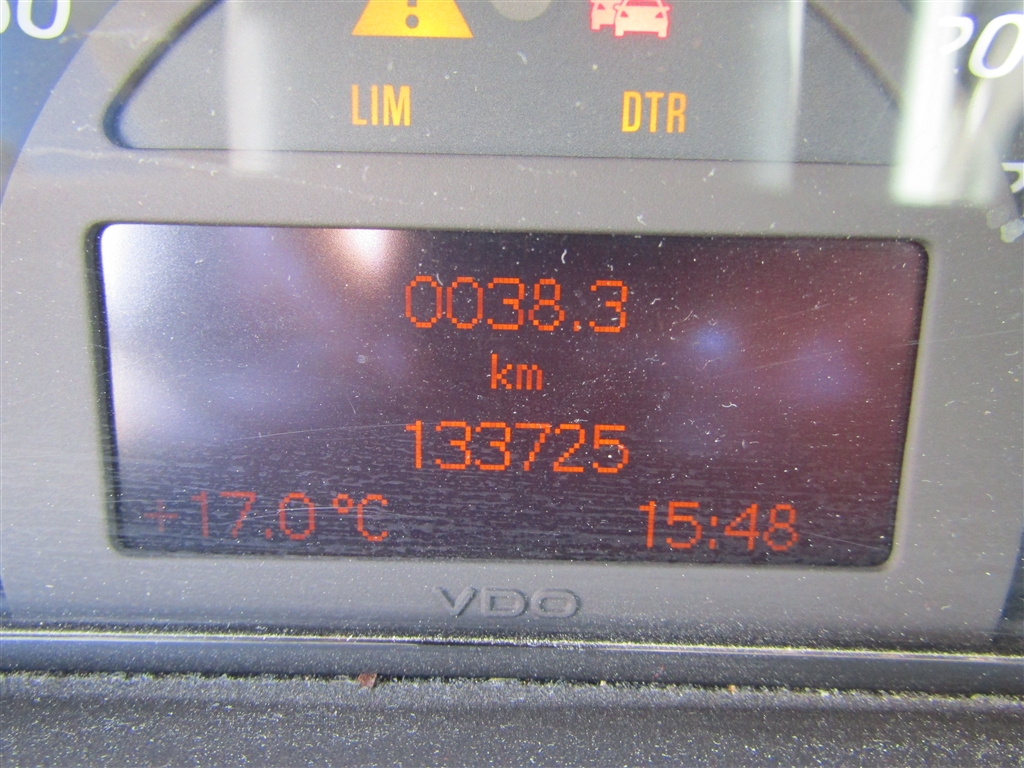 LIM DTR
0038.3
km
133725
+17.0 °C 15:48
VDO